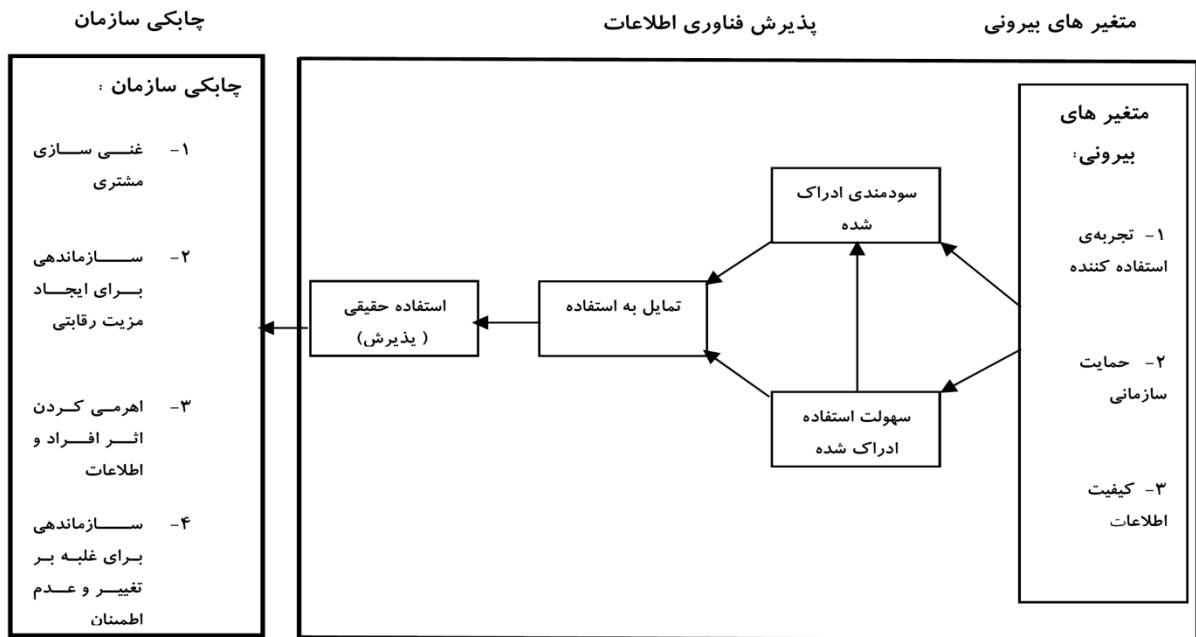 متغیر های بیرونی
پذیرش فناوری اطلاعات
چابکی سازمان
متغیر های
بیرونی:
۱- تجربه‌ی
استفاده کننده
۲- حمایت
سازمانی
۳- کیفیت
اطلاعات
سودمندی ادراک
شده
سهولت استفاده
ادراک شده
تمایل به استفاده
استفاده حقیقی
(پذیرش)
چابکی سازمان :
۱- غنی سازی
مشتری
۲- سازماندهی
برای ایجاد
مزیت رقابتی
۳- اهرمی کردن
اثر افراد و
اطلاعات
۴- سازماندهی
برای غلبه بر
تغییر و عدم
اطمینان